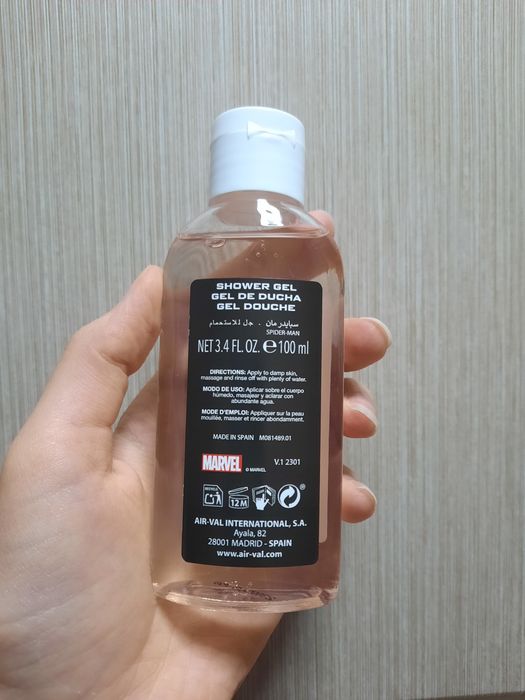 SHOWER GEL
GEL DE DUCHA
GEL DOUCHE
سبايدرمان . جل للاستحمام
SPIDER-MAN
NET 3.4 FL. OZ. ℮ 100 ml
DIRECTIONS: Apply to damp skin,
massage and rinse off with plenty of water.
MODO DE USO: Aplicar sobre el cuerpo
húmedo, masajear y aclarar con
abundante agua.
MODE D'EMPLOI: Appliquer sur la peau
mouillée, masser et rincer abondamment.
MADE IN SPAIN M081489.01
MARVEL © MARVEL V.1 2301
12 M
AIR-VAL INTERNATIONAL, S.A.
Ayala, 82
28001 MADRID - SPAIN
www.air-val.com